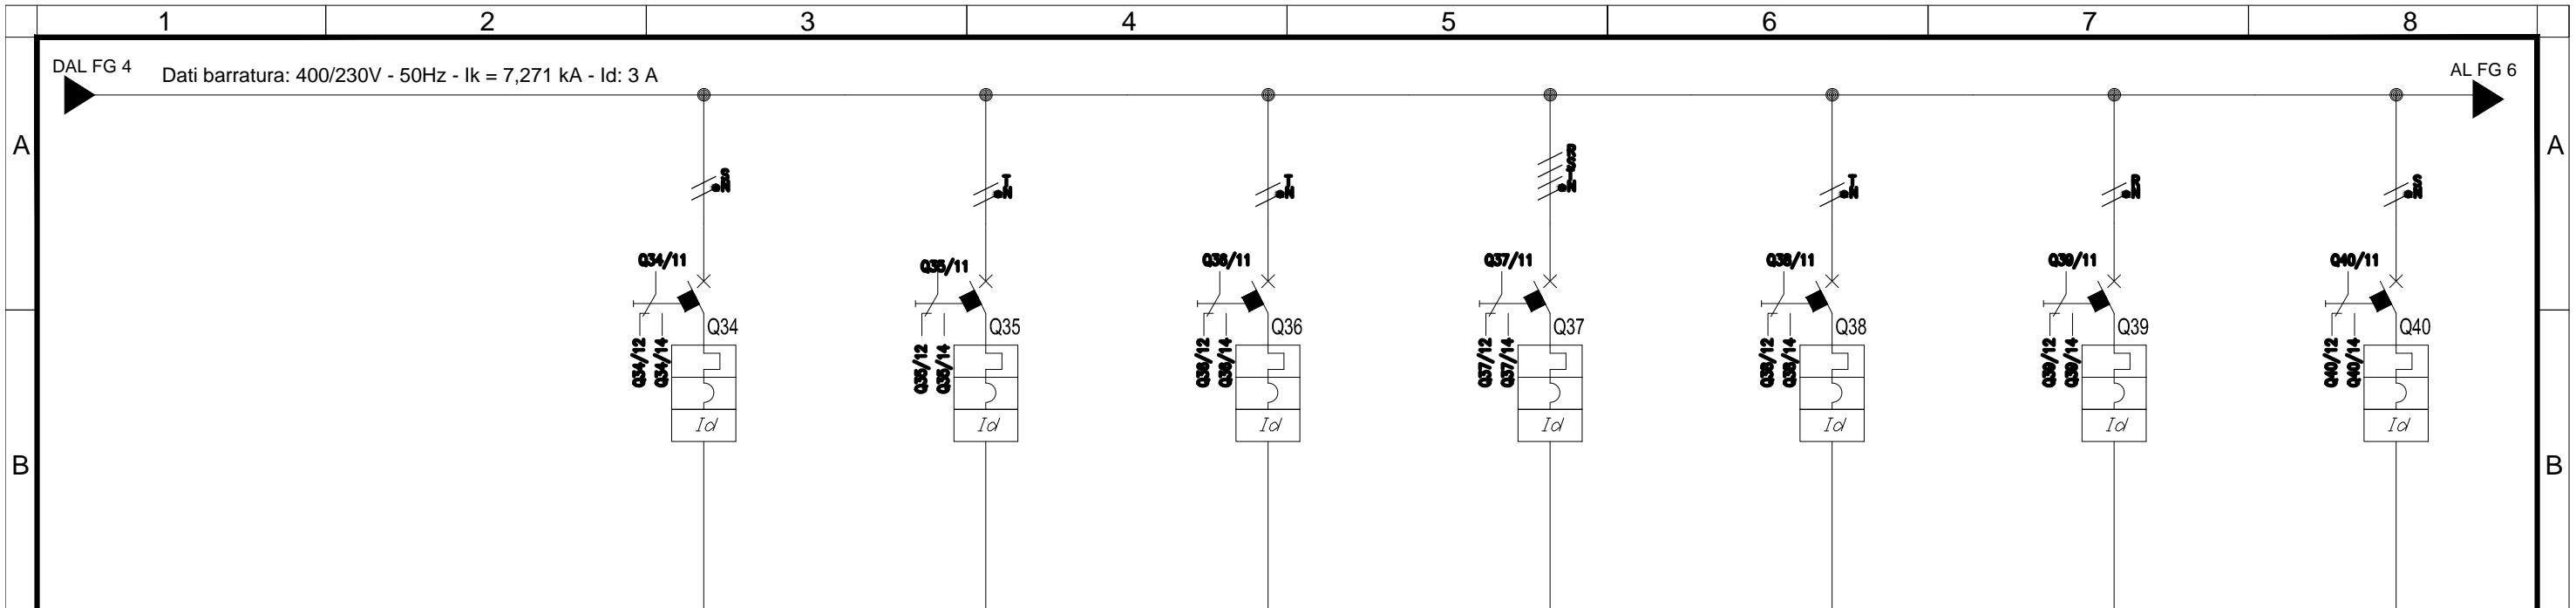 1 2 3 4 5 6 7 8
DAL FG 4
Dati barratura: 400/230V - 50Hz - Ik = 7,271 kA - Id: 3 A
AL FG 6
A A
S T T R T R S
S
T
N N N N N N N
Q34/11 Q35/11 Q36/11 Q37/11 Q38/11 Q39/11 Q40/11
Q34 Q35 Q36 Q37 Q38 Q39 Q40
Q34/12 Q34/14 Q35/12 Q35/14 Q36/12 Q36/14 Q37/12 Q37/14 Q38/12 Q38/14 Q39/12 Q39/14 Q40/12 Q40/14
Id Id Id Id Id Id Id
B B